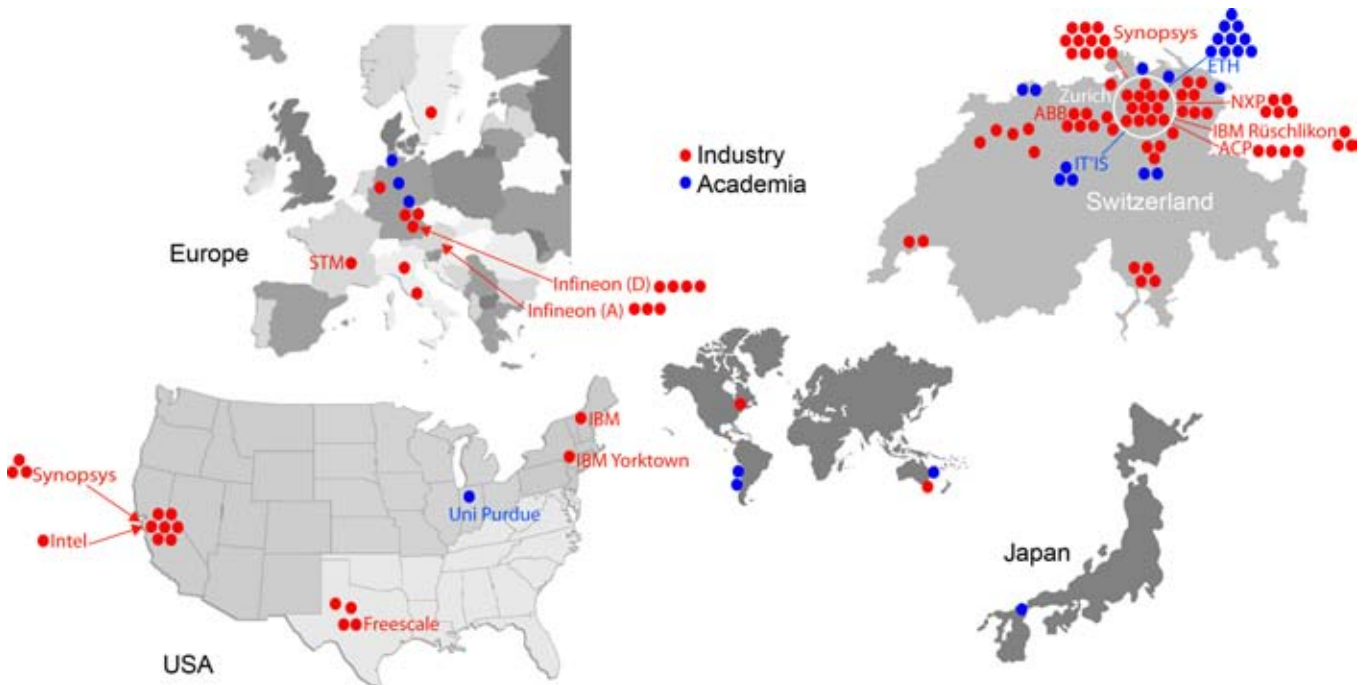 Synopsys
ETH
Zurich
NXP
ABB
IBM Rüschlikon
ACP
IT'IS
Switzerland
Industry
Academia
Europe
STM
Infineon (D)
Infineon (A)
IBM
Synopsys
IBM Yorktown
Uni Purdue
Intel
Freescale
USA
Japan